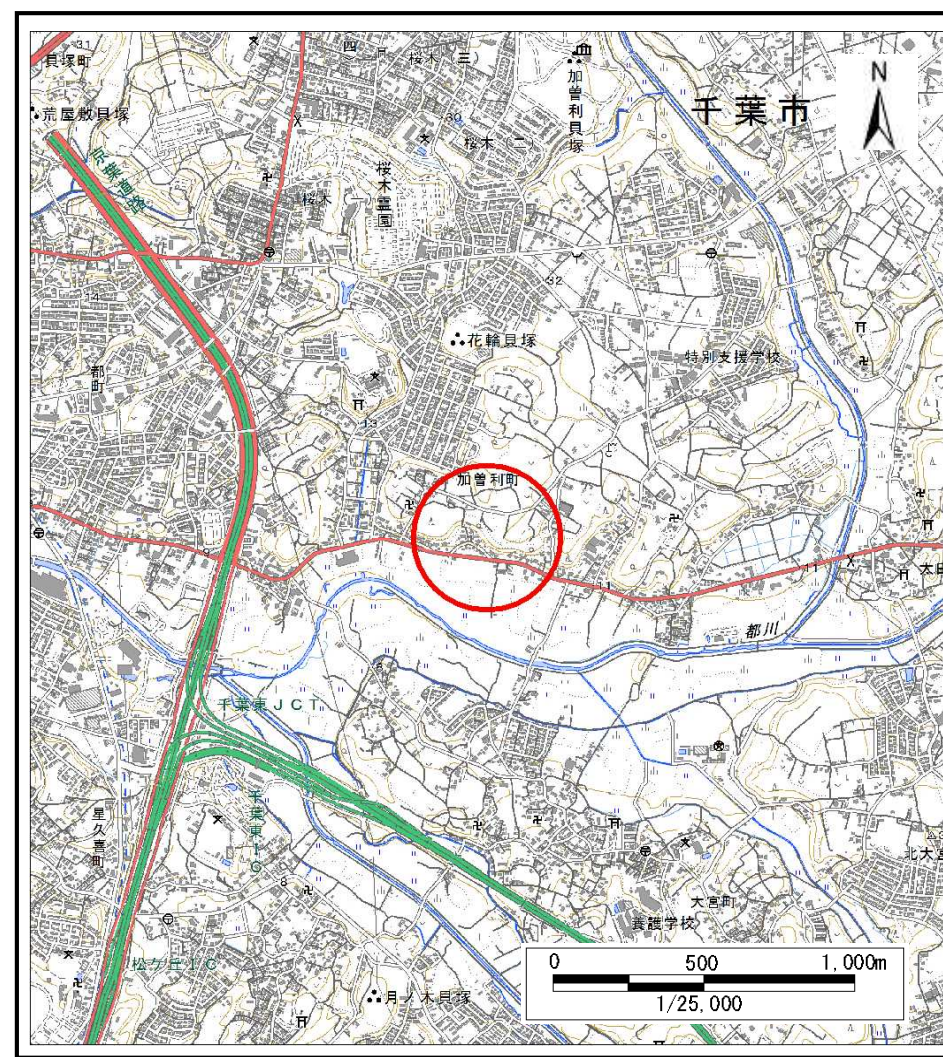 31
貝塚町
四
桜木 三
加曽利貝塚
千葉市
N
荒屋敷貝塚
30
桜木(二)
京葉道路
桜木霊園
桜木
32
14
花輪貝塚
特別支援学校
都町
13
加曽利町
9
11
11
太田
都川
8
千葉東JCT
千葉東IC
星久喜町
8
北大宮
大宮町
養護学校
松ケ丘IC
月ノ木貝塚
0 500 1,000m
1/25,000